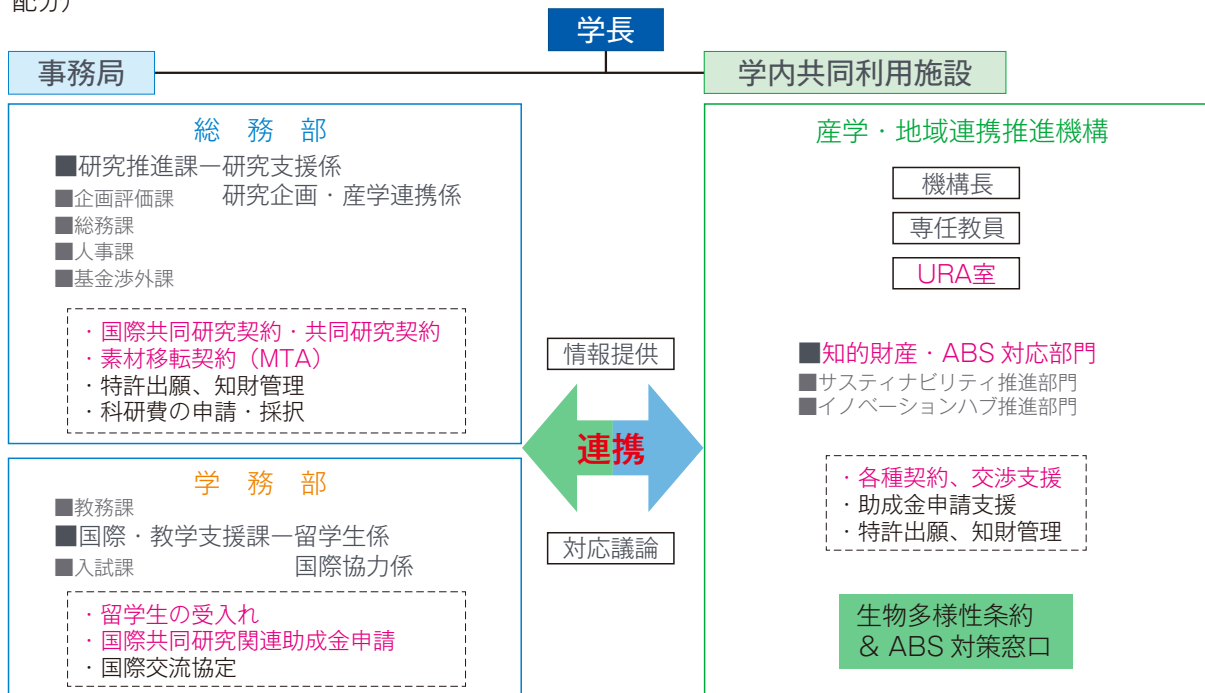 配分）
学長
事務局
学内共同利用施設
総務部
■研究推進課―研究支援係
研究企画・産学連携係
■企画評価課
■総務課
■人事課
■基金渉外課
・国際共同研究契約・共同研究契約
・素材移転契約（MTA）
・特許出願、知財管理
・科研費の申請・採択
学務部
■教務課
■国際・教学支援課―留学生係
国際協力係
■入試課
・留学生の受入れ
・国際共同研究関連助成金申請
・国際交流協定
情報提供
連携
対応議論
産学・地域連携推進機構
機構長
専任教員
URA室
■知的財産・ABS 対応部門
■サスティナビリティ推進部門
■イノベーションハブ推進部門
・各種契約、交渉支援
・助成金申請支援
・特許出願、知財管理
生物多様性条約
& ABS 対策窓口